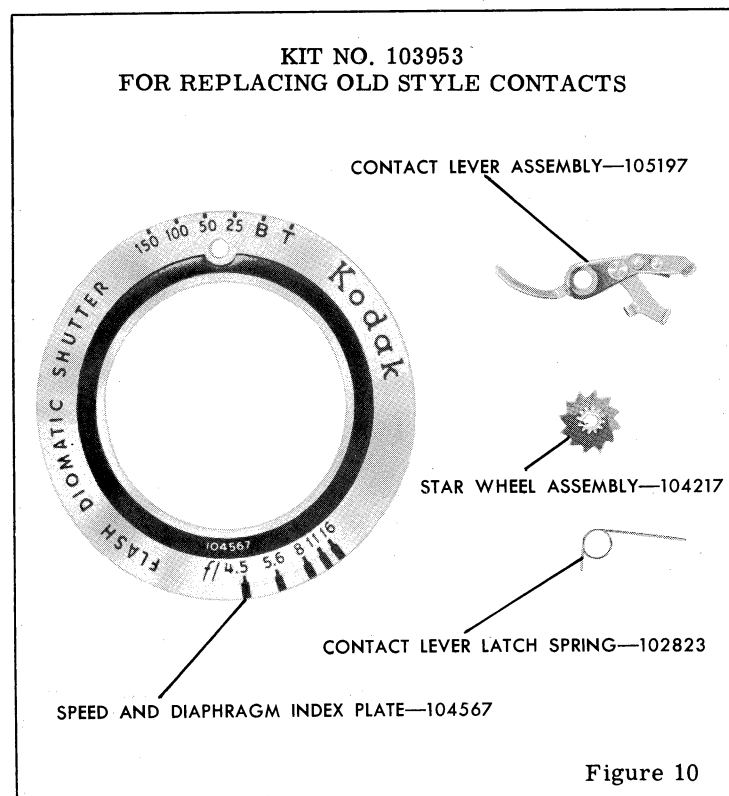 KIT NO. 103953
FOR REPLACING OLD STYLE CONTACTS
CONTACT LEVER ASSEMBLY—105197
150 100 50 25 B T
Kodak
FLASH DIOMATIC SHUTTER
104567
f/ 4.5 5.6 8 11 16
STAR WHEEL ASSEMBLY—104217
CONTACT LEVER LATCH SPRING—102823
SPEED AND DIAPHRAGM INDEX PLATE—104567
Figure 10